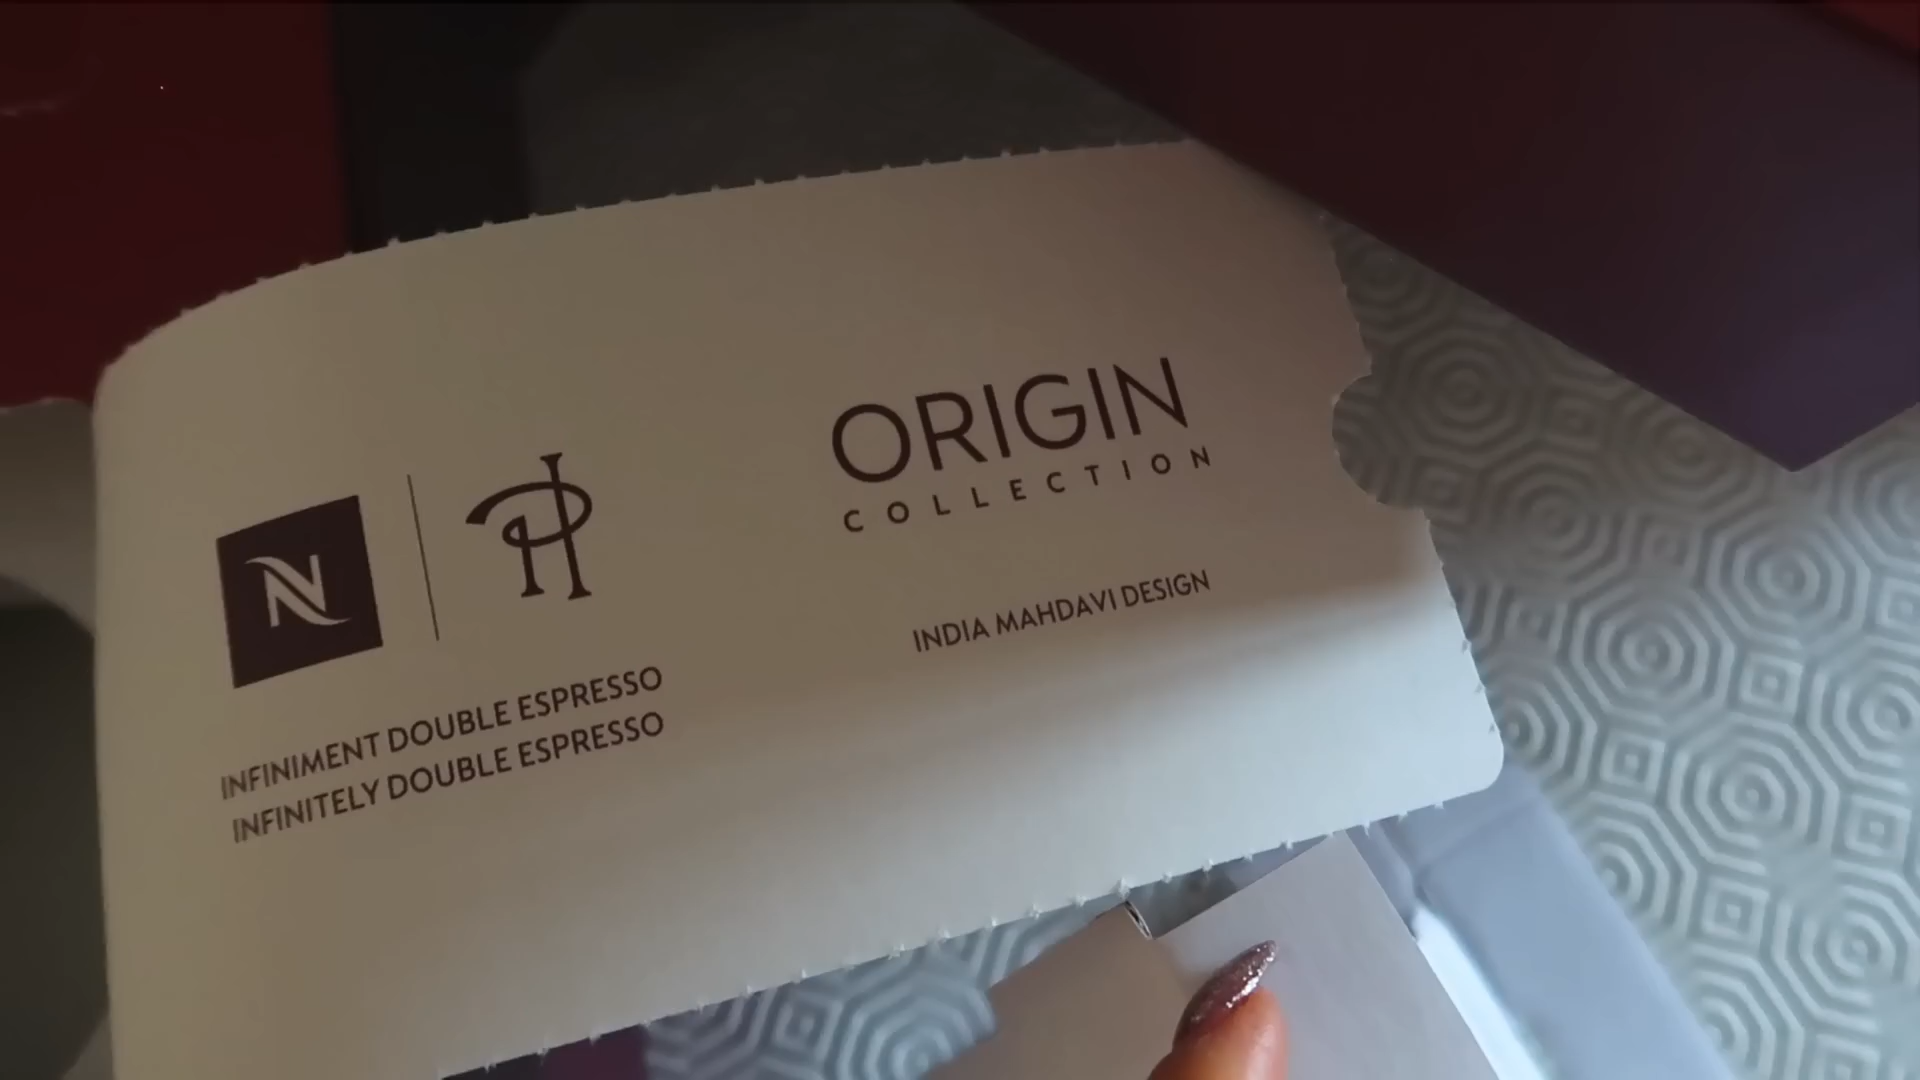 N
PH
INFINIMENT DOUBLE ESPRESSO
INFINITELY DOUBLE ESPRESSO
ORIGIN
COLLECTION
INDIA MAHDAVI DESIGN